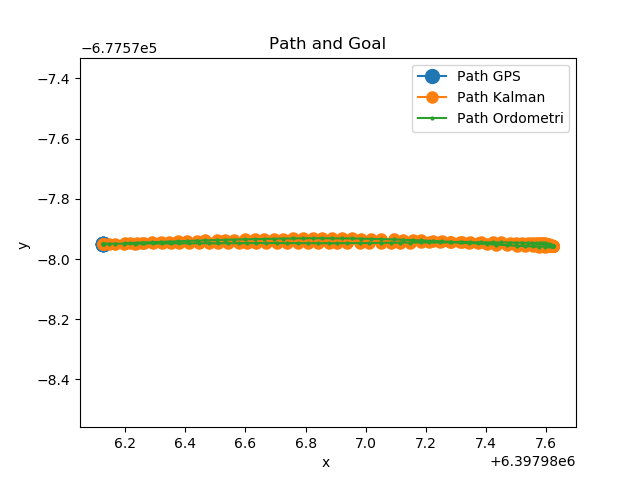 Path and Goal
−6.7757e5
Path GPS
Path Kalman
Path Ordometri
y
−7.4
−7.6
−7.8
−8.0
−8.2
−8.4
6.2 6.4 6.6 6.8 7.0 7.2 7.4 7.6
x
+6.39798e6